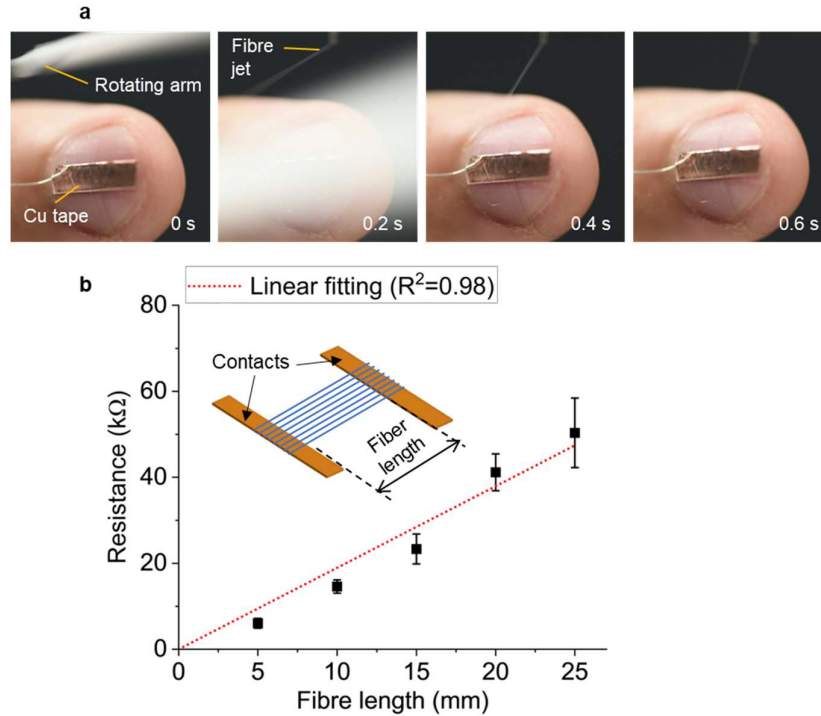 a
Rotating arm
Cu tape
0 s
Fibre
jet
0.2 s
0.4 s
0.6 s
b
Linear fitting (R²=0.98)
80
60
40
20
0
Resistance (kΩ)
Contacts
Fiber
length
0
5
10
15
20
25
Fibre length (mm)